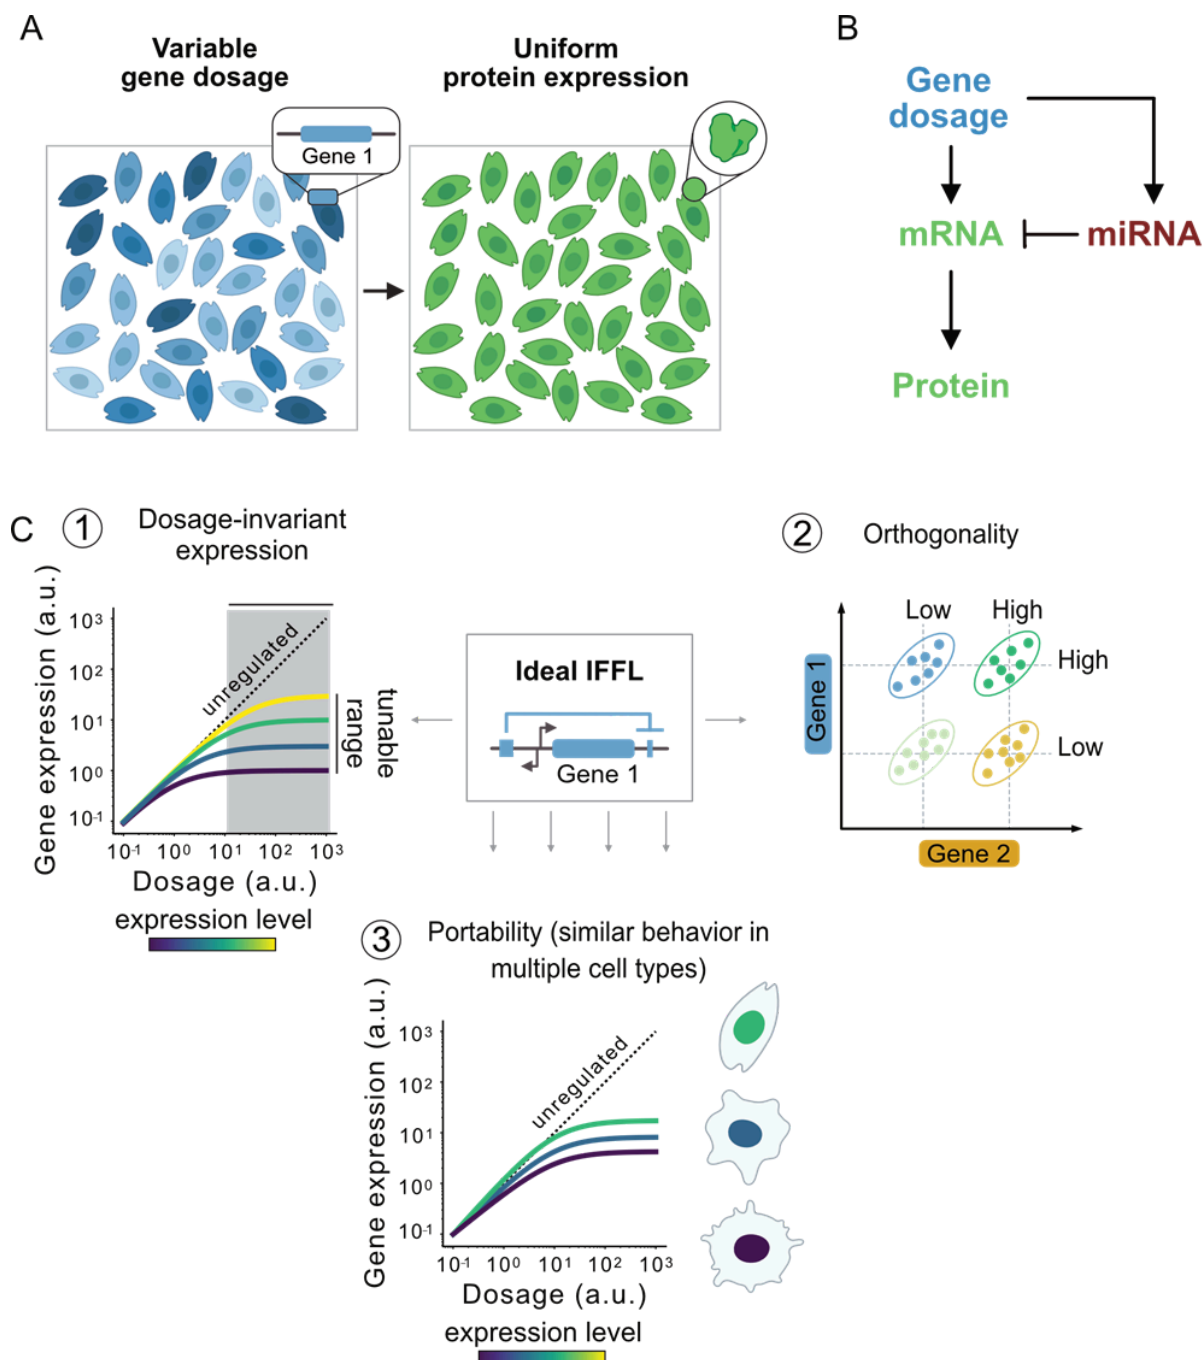 A
Variable
gene dosage
Uniform
protein expression
Gene 1
B
Gene
dosage
mRNA
miRNA
Protein
C
1
Dosage-invariant
expression
Gene expression (a.u.)
10³
10²
10¹
10⁰
10⁻¹
unregulated
tunable
range
10⁻¹ 10⁰ 10¹ 10² 10³
Dosage (a.u.)
expression level
Ideal IFFL
Gene 1
2
Orthogonality
Low High
High
Low
Gene 1
Gene 2
3
Portability (similar behavior in
multiple cell types)
Gene expression (a.u.)
10³
10²
10¹
10⁰
10⁻¹
unregulated
10⁻¹ 10⁰ 10¹ 10² 10³
Dosage (a.u.)
expression level